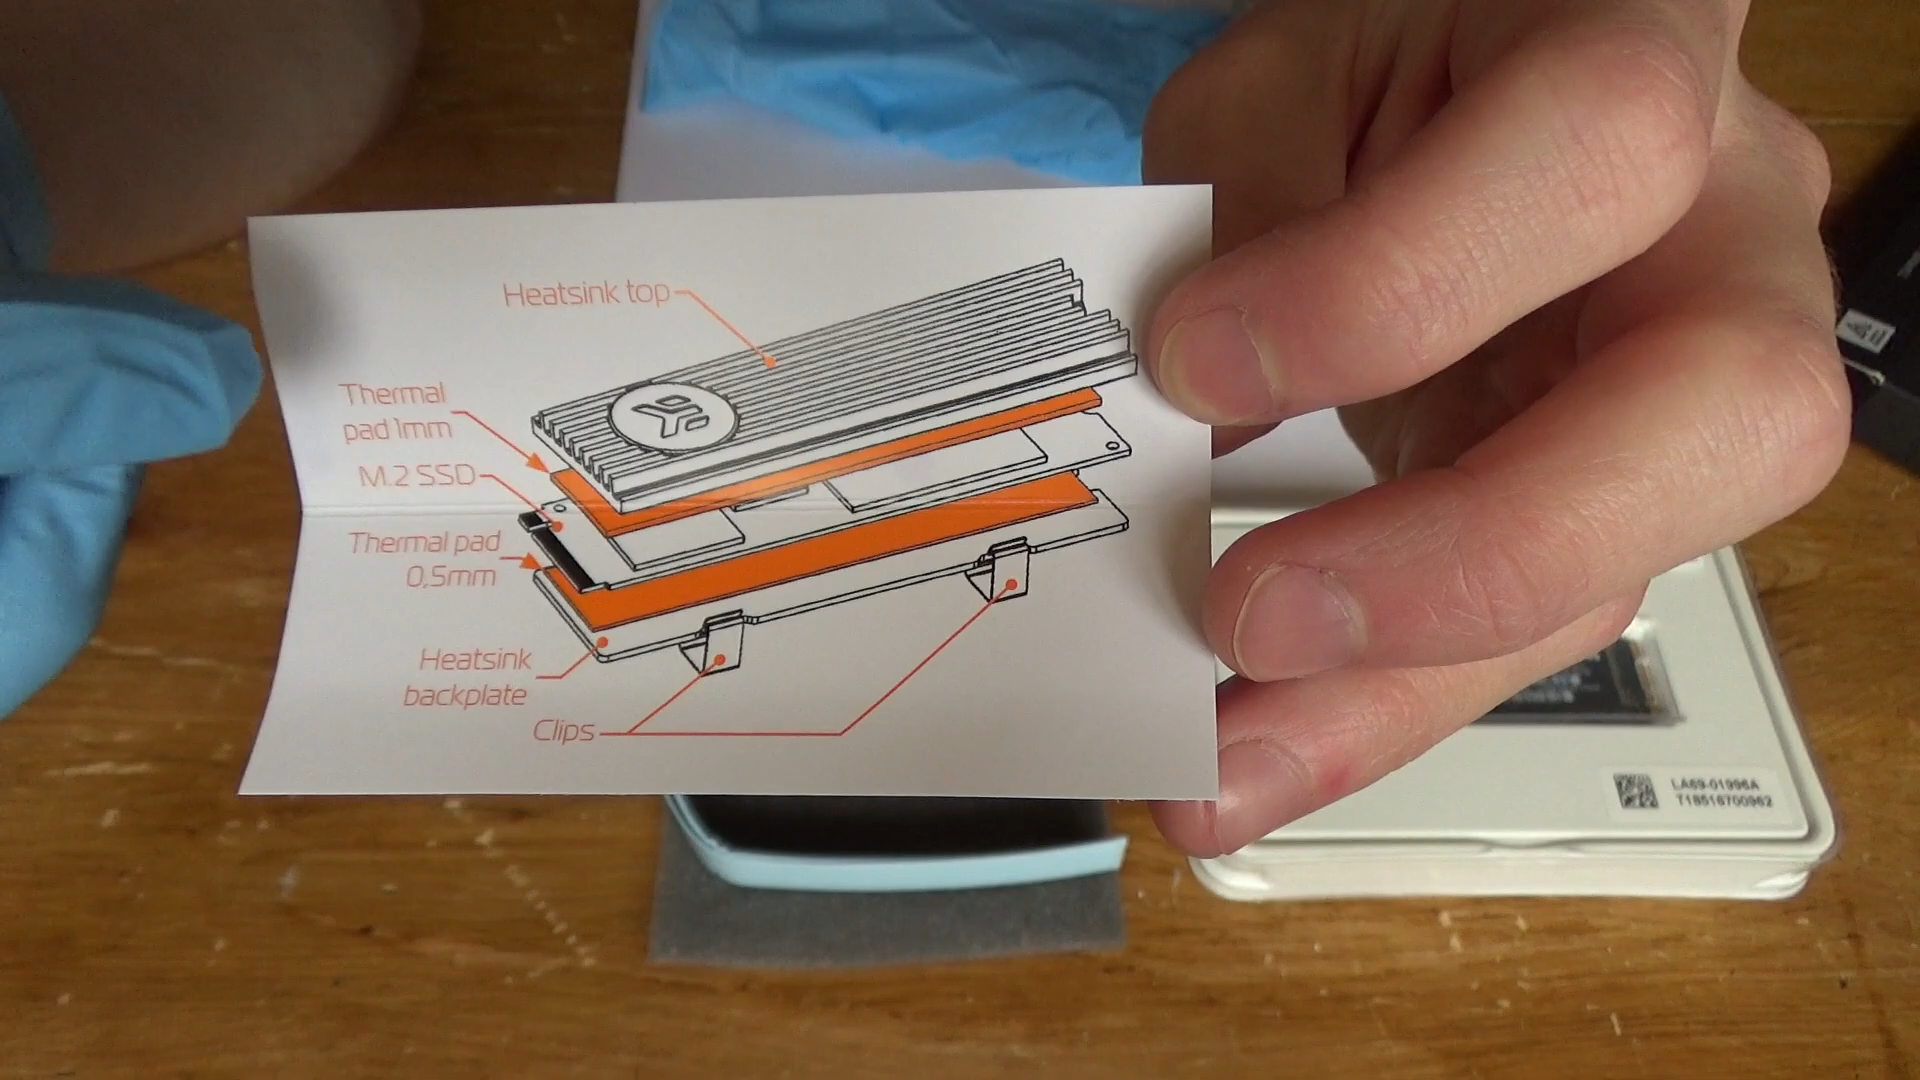 Heatsink top
Thermal
pad 1mm
M.2 SSD
Thermal pad
0,5mm
Heatsink
backplate
Clips
LA69-01996A
T18516700962